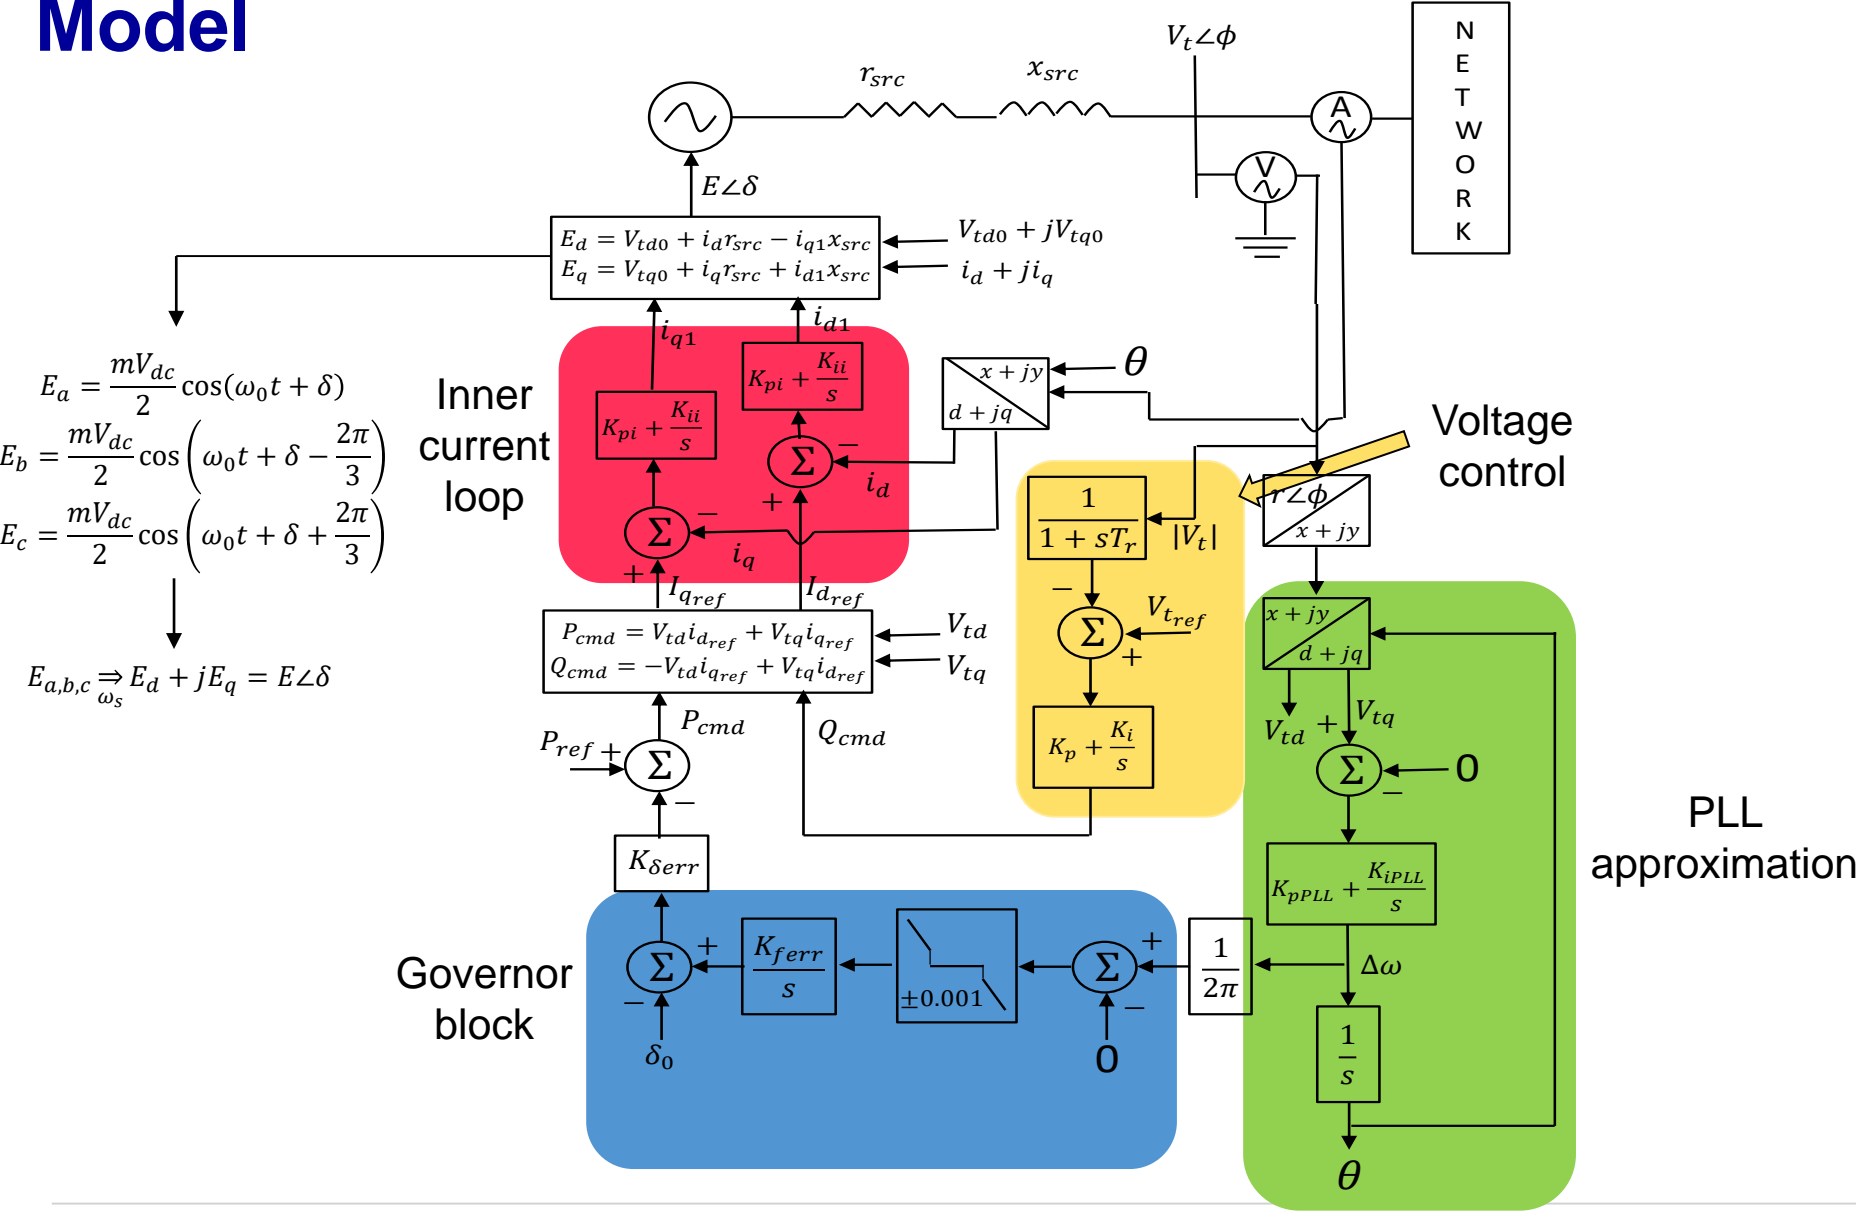 Model
V_t∠ϕ
N
E
T
W
O
R
K
r_src
x_src
A
V
E∠δ
E_d = V_td0 + i_d r_src − i_q1 x_src
E_q = V_tq0 + i_q r_src + i_d1 x_src
V_td0 + jV_tq0
i_d + ji_q
i_q1
i_d1
E_a = mV_dc/2 cos(ω_0t + δ)
E_b = mV_dc/2 cos(ω_0t + δ − 2π/3)
E_c = mV_dc/2 cos(ω_0t + δ + 2π/3)
E_a,b,c ⇒ω_s E_d + jE_q = E∠δ
Inner
current
loop
K_pi + K_ii/s
K_pi + K_ii/s
Σ
−
+
i_d
Σ
−
+
i_q
I_qref
I_dref
x + jy
d + jq
θ
Voltage
control
1/(1 + sT_r)
|V_t|
−
Σ
+
V_tref
K_p + K_i/s
r∠ϕ
x + jy
x + jy
d + jq
V_td
V_tq
+
Σ
−
0
K_pPLL + K_iPLL/s
Δω
1/s
θ
PLL
approximation
P_cmd = V_td i_dref + V_tq i_qref
Q_cmd = −V_td i_qref + V_tq i_dref
V_td
V_tq
P_cmd
Q_cmd
P_ref
+
Σ
−
K_δerr
Governor
block
Σ
+
−
δ_0
K_ferr/s
±0.001
Σ
+
−
0
1/2π